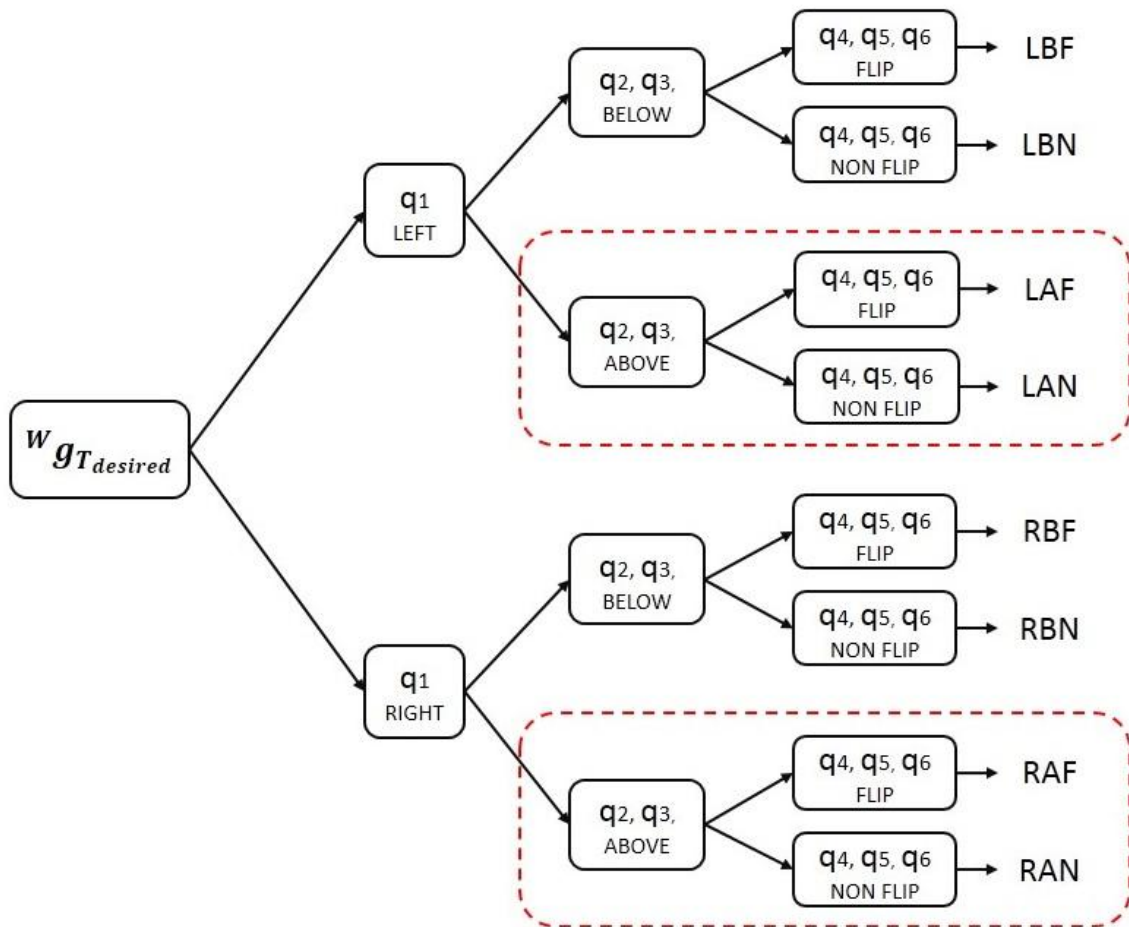 q4, q5, q6
FLIP
LBF
q2, q3,
BELOW
q4, q5, q6
NON FLIP
LBN
q1
LEFT
q4, q5, q6
FLIP
LAF
q2, q3,
ABOVE
q4, q5, q6
NON FLIP
LAN
W g T desired
q4, q5, q6
FLIP
RBF
q2, q3,
BELOW
q4, q5, q6
NON FLIP
RBN
q1
RIGHT
q4, q5, q6
FLIP
RAF
q2, q3,
ABOVE
q4, q5, q6
NON FLIP
RAN